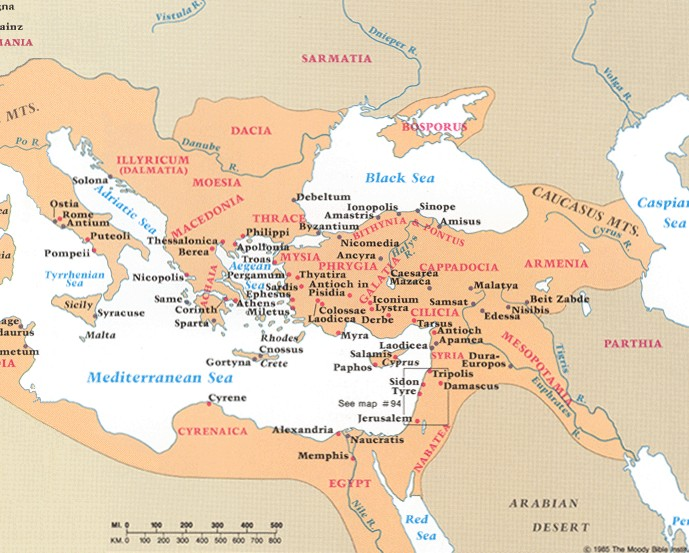 gna
ainz
MANIA
MTS.
Po R.
Vistula R.
Dnieper R.
SARMATIA
Volga R.
DACIA
Danube R.
BOSPORUS
ILLYRICUM
(DALMATIA)
MOESIA
Solona
Adriatic Sea
Black Sea
CAUCASUS MTS.
Caspian
Sea
Cyrus R.
Ostia
Rome
Antium
Puteoli
Pompeii
MACEDONIA
THRACE
Debeltum
Byzantium
Ionopolis
Amastris
Sinope
Amisus
BITHYNIA & PONTUS
Nicomedia
Halys R.
Thessalonica
Berea
Philippi
Apollonia
Troas
MYSIA
Ancyra
PHRYGIA
GALATIA
CAPPADOCIA
ARMENIA
Tyrrhenian
Sea
Nicopolis
Aegean
Sea
Pergamum
Thyatira
Sardis
Antioch in
Pisidia
Caesarea
Mazaca
Malatya
ACHAIA
Same
Corinth
Sparta
Athens
Ephesus
Miletus
Colossae
Laodicea
Iconium
Lystra
Derbe
CILICIA
Tarsus
Samsat
Edessa
Beit Zabde
Nisibis
Sicily
Syracuse
Malta
age
daurus
metum
Rhodes
Myra
Antioch
Apamea
Laodicea
MESOPOTAMIA
PARTHIA
Gortyna
Cnossus
Crete
Salamis
Paphos
Cyprus
SYRIA
Dura-
Europos
Tigris R.
Euphrates R.
Mediterranean Sea
Tripolis
Sidon
Tyre
Damascus
See map #94
Jerusalem
Cyrene
CYRENAICA
Alexandria
Naucratis
Memphis
NABATEA
EGYPT
Nile R.
Red
Sea
ARABIAN
DESERT
MI. 0 100 200 300 400 500
KM. 0 100 200 300 400 500 600 700 800
© 1985 The Moody Bible Insti